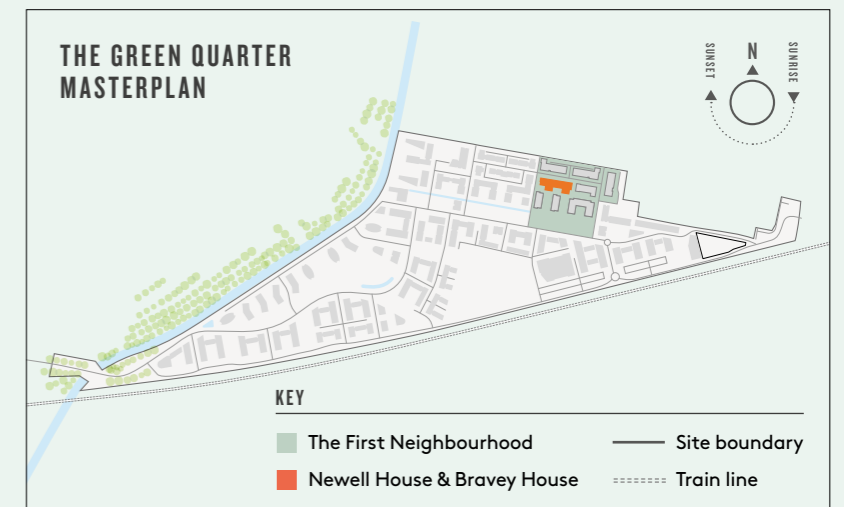 THE GREEN QUARTER
MASTERPLAN
SUNSET
N
SUNRISE
KEY
The First Neighbourhood
Site boundary
Newell House & Bravey House
Train line